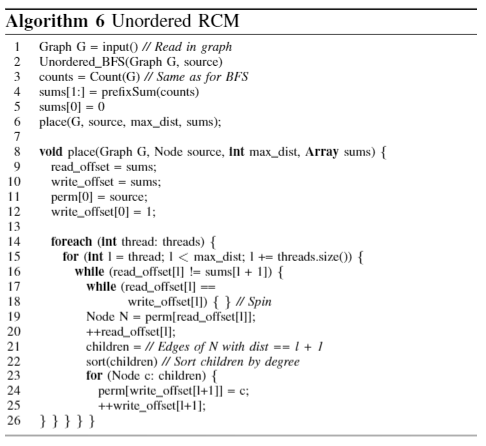 Algorithm 6 Unordered RCM
1 Graph G = input() // Read in graph
2 Unordered_BFS(Graph G, source)
3 counts = Count(G) // Same as for BFS
4 sums[1:] = prefixSum(counts)
5 sums[0] = 0
6 place(G, source, max_dist, sums);
7
8 void place(Graph G, Node source, int max_dist, Array sums) {
9 read_offset = sums;
10 write_offset = sums;
11 perm[0] = source;
12 write_offset[0] = 1;
13
14 foreach (int thread: threads) {
15 for (int l = thread; l < max_dist; l += threads.size()) {
16 while (read_offset[l] != sums[l + 1]) {
17 while (read_offset[l] ==
18 write_offset[l]) { } // Spin
19 Node N = perm[read_offset[l]];
20 ++read_offset[l];
21 children = // Edges of N with dist == l + 1
22 sort(children) // Sort children by degree
23 for (Node c: children) {
24 perm[write_offset[l+1]] = c;
25 ++write_offset[l+1];
26 } } } } }